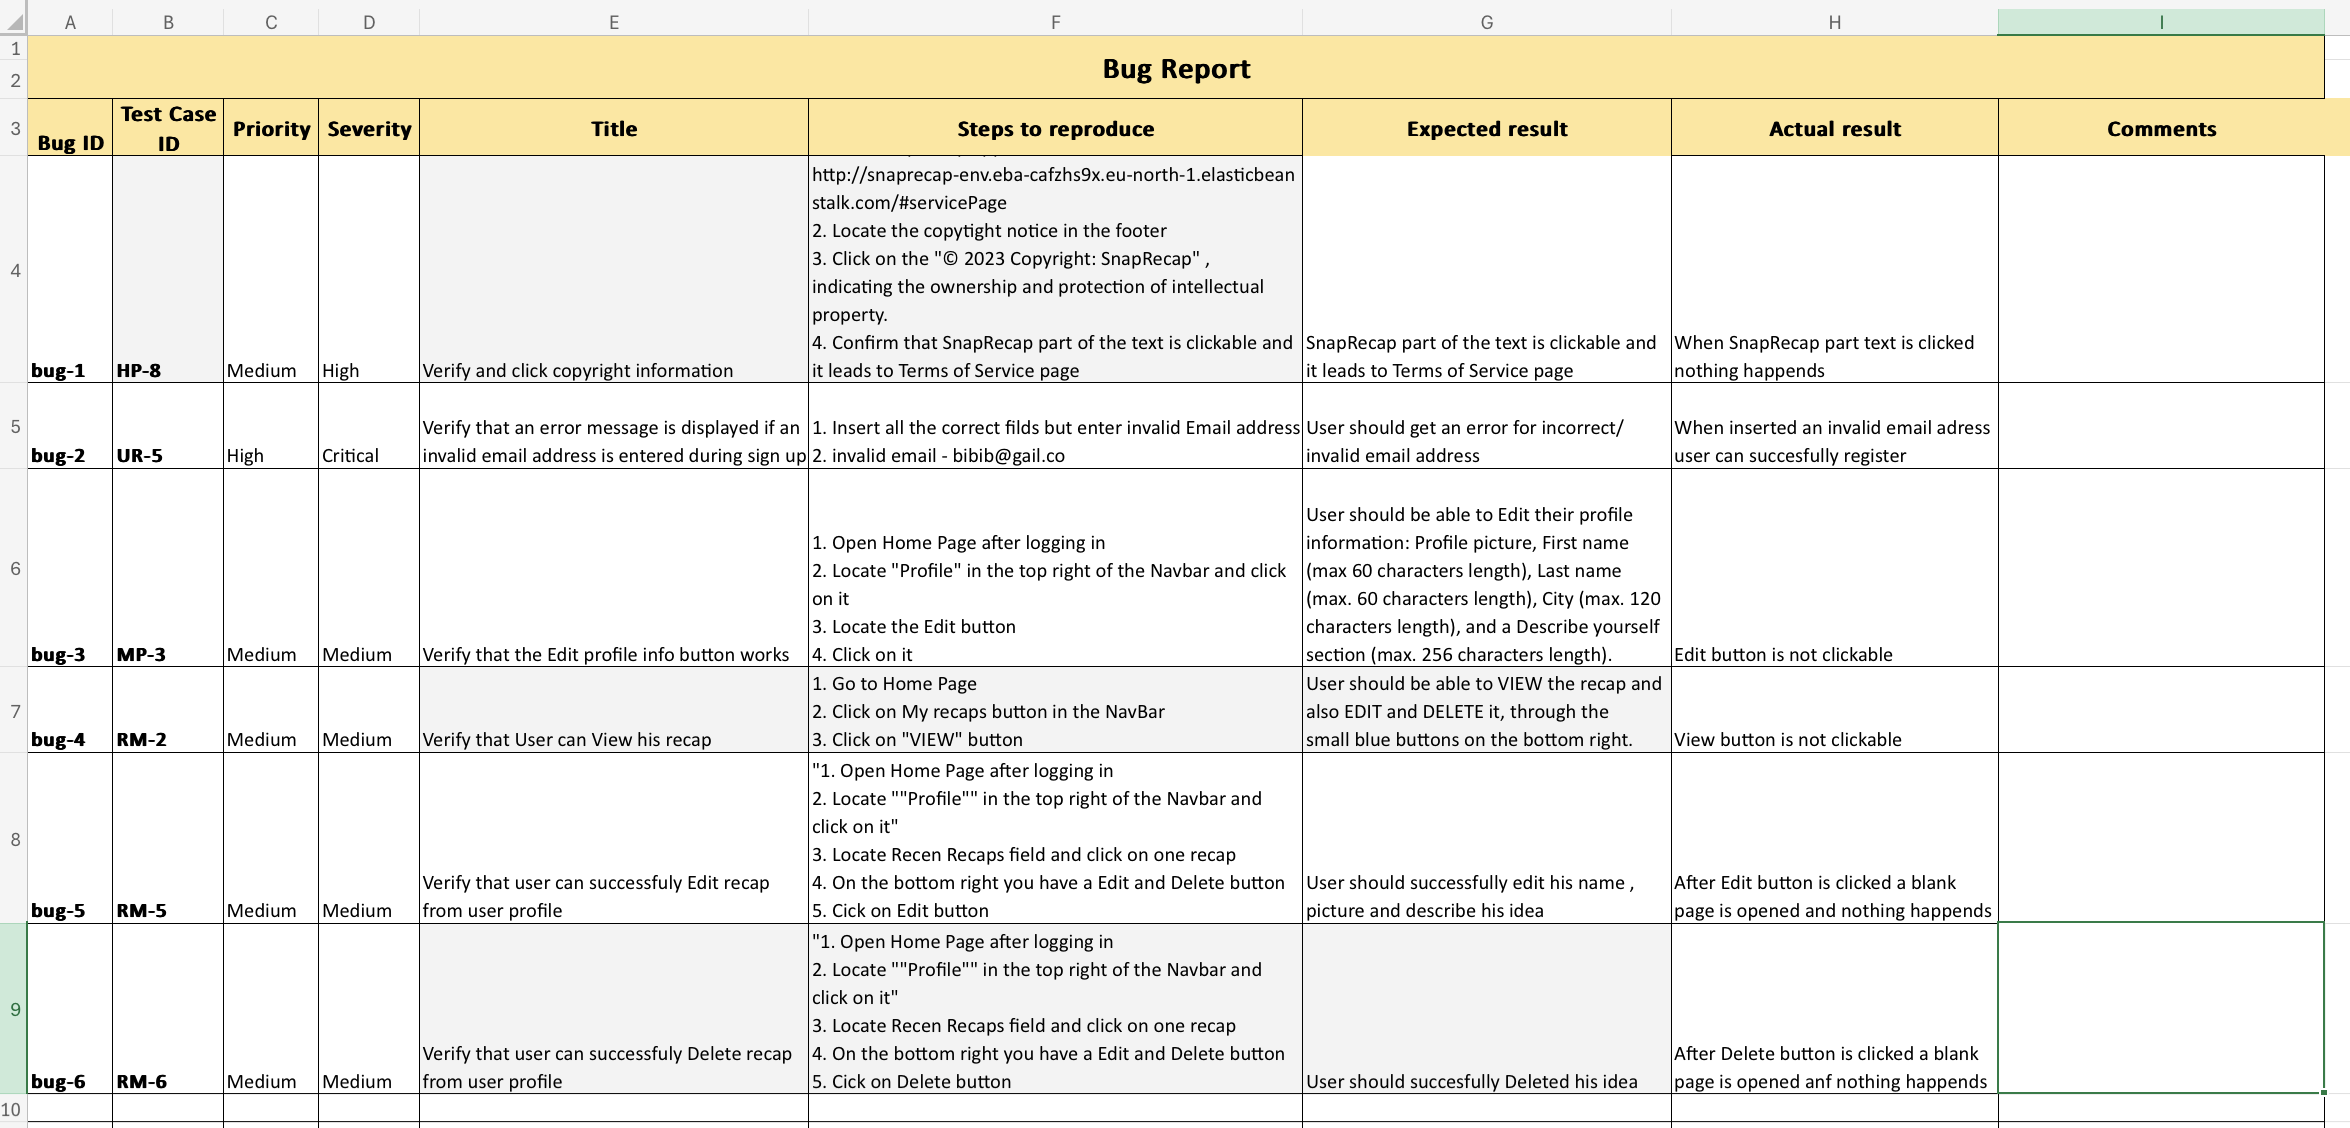 A B C D E F G H I
1
2
Bug Report
3
Bug ID
Test Case
ID
Priority
Severity
Title
Steps to reproduce
Expected result
Actual result
Comments
4
bug-1
HP-8
Medium
High
Verify and click copyright information
http://snaprecap-env.eba-cafzhs9x.eu-north-1.elasticbean
stalk.com/#servicePage
2. Locate the copytight notice in the footer
3. Click on the "© 2023 Copyright: SnapRecap" ,
indicating the ownership and protection of intellectual
property.
4. Confirm that SnapRecap part of the text is clickable and
it leads to Terms of Service page
SnapRecap part of the text is clickable and
it leads to Terms of Service page
When SnapRecap part text is clicked
nothing happends
5
bug-2
UR-5
High
Critical
Verify that an error message is displayed if an
invalid email address is entered during sign up
1. Insert all the correct filds but enter invalid Email address
2. invalid email - bibib@gail.co
User should get an error for incorrect/
invalid email address
When inserted an invalid email adress
user can succesfully register
6
bug-3
MP-3
Medium
Medium
Verify that the Edit profile info button works
1. Open Home Page after logging in
2. Locate "Profile" in the top right of the Navbar and click
on it
3. Locate the Edit button
4. Click on it
User should be able to Edit their profile
information: Profile picture, First name
(max 60 characters length), Last name
(max. 60 characters length), City (max. 120
characters length), and a Describe yourself
section (max. 256 characters length).
Edit button is not clickable
7
bug-4
RM-2
Medium
Medium
Verify that User can View his recap
1. Go to Home Page
2. Click on My recaps button in the NavBar
3. Click on "VIEW" button
User should be able to VIEW the recap and
also EDIT and DELETE it, through the
small blue buttons on the bottom right.
View button is not clickable
8
bug-5
RM-5
Medium
Medium
Verify that user can successfuly Edit recap
from user profile
"1. Open Home Page after logging in
2. Locate ""Profile"" in the top right of the Navbar and
click on it"
3. Locate Recen Recaps field and click on one recap
4. On the bottom right you have a Edit and Delete button
5. Cick on Edit button
User should successfully edit his name ,
picture and describe his idea
After Edit button is clicked a blank
page is opened and nothing happends
9
bug-6
RM-6
Medium
Medium
Verify that user can successfuly Delete recap
from user profile
"1. Open Home Page after logging in
2. Locate ""Profile"" in the top right of the Navbar and
click on it"
3. Locate Recen Recaps field and click on one recap
4. On the bottom right you have a Edit and Delete button
5. Cick on Delete button
User should succesfully Deleted his idea
After Delete button is clicked a blank
page is opened anf nothing happends
10